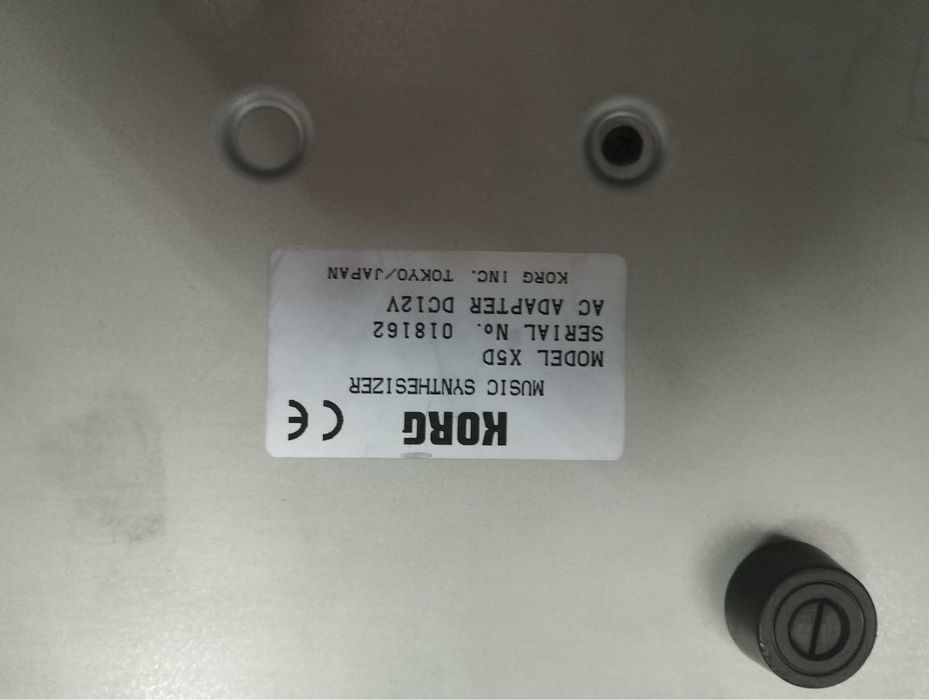 KORG CE
MUSIC SYNTHESIZER
MODEL X5D
SERIAL No. 018162
AC ADAPTER DC12V
KORG INC. TOKYO/JAPAN